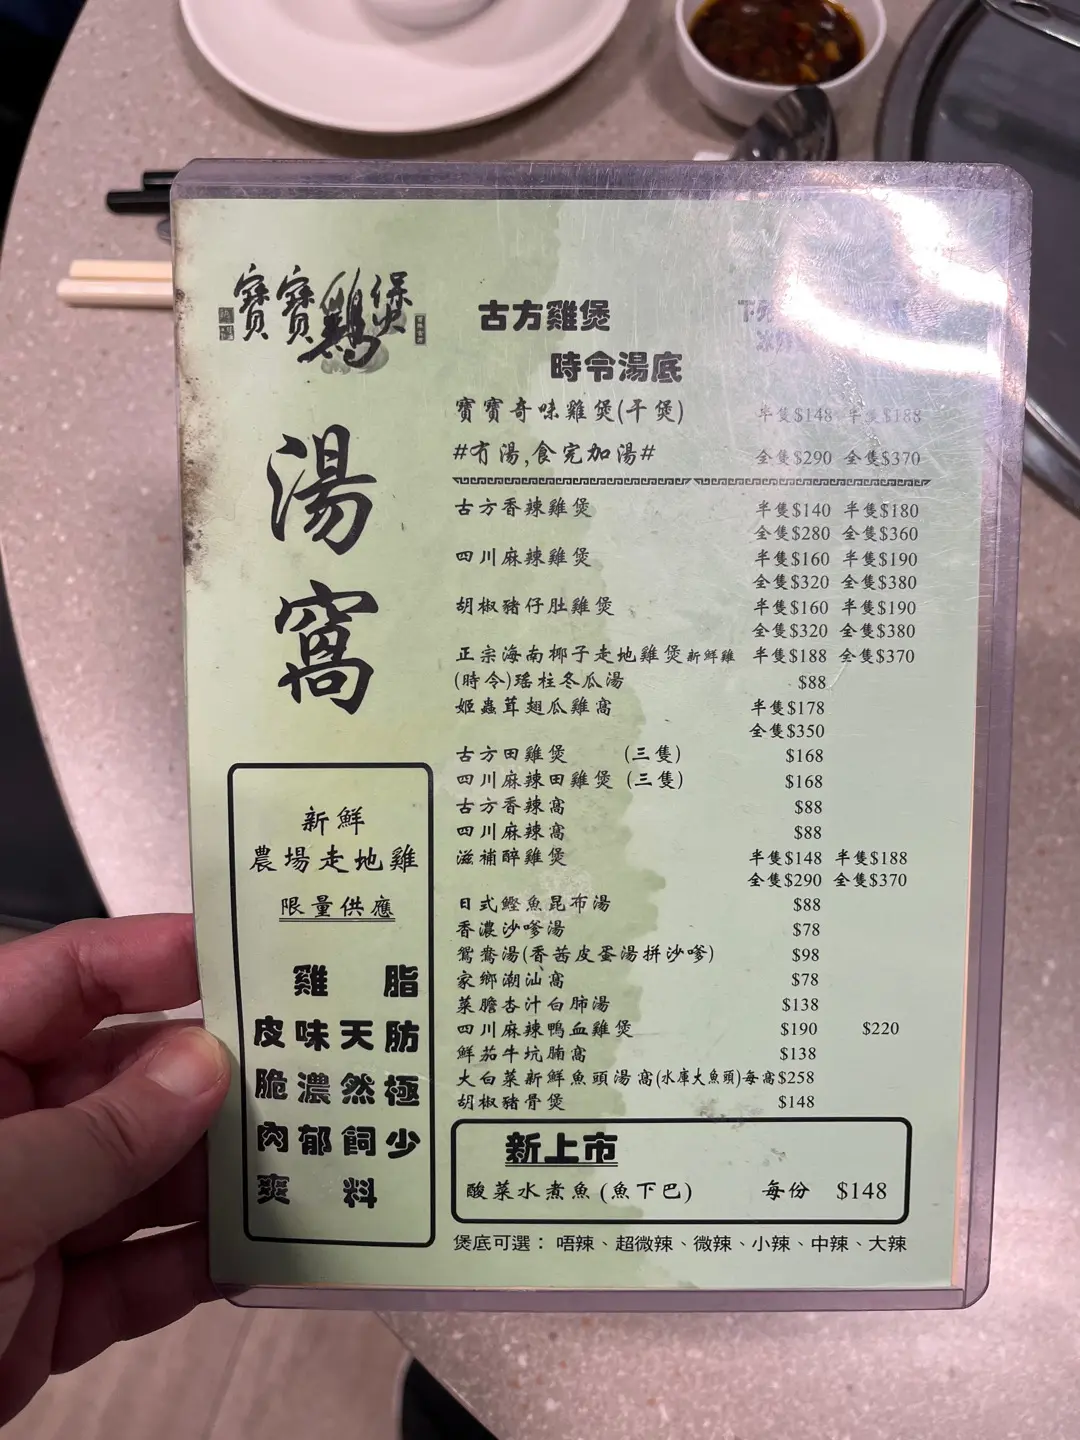 寶寶雞煲
湯窩
古方雞煲
時令湯底
寶寶奇味雞煲(干煲) 半隻$148 半隻$188
#有湯,食完加湯# 全隻$290 全隻$370
古方香辣雞煲 半隻$140 半隻$180
全隻$280 全隻$360
四川麻辣雞煲 半隻$160 半隻$190
全隻$320 全隻$380
胡椒豬仔肚雞煲 半隻$160 半隻$190
全隻$320 全隻$380
正宗海南椰子走地雞煲新鮮雞 半隻$188 全隻$370
(時令)瑤柱冬瓜湯 $88
姬蟲茸翅瓜雞窩 半隻$178
全隻$350
古方田雞煲 (三隻) $168
四川麻辣田雞煲 (三隻) $168
古方香辣窩 $88
四川麻辣窩 $88
滋補醉雞煲 半隻$148 半隻$188
全隻$290 全隻$370
日式鰹魚昆布湯 $88
香濃沙嗲湯 $78
鴛鴦湯(香茜皮蛋湯拼沙嗲) $98
家鄉潮汕窩 $78
菜膽杏汁白肺湯 $138
四川麻辣鴨血雞煲 $190 $220
鮮茄牛坑腩窩 $138
大白菜新鮮魚頭湯窩(水庫大魚頭)每窩$258
胡椒豬骨煲 $148
新上市
酸菜水煮魚(魚下巴) 每份 $148
煲底可選： 唔辣、超微辣、微辣、小辣、中辣、大辣
新鮮
農場走地雞
限量供應
脂肪極少
天然飼料
雞味濃郁
皮脆肉爽